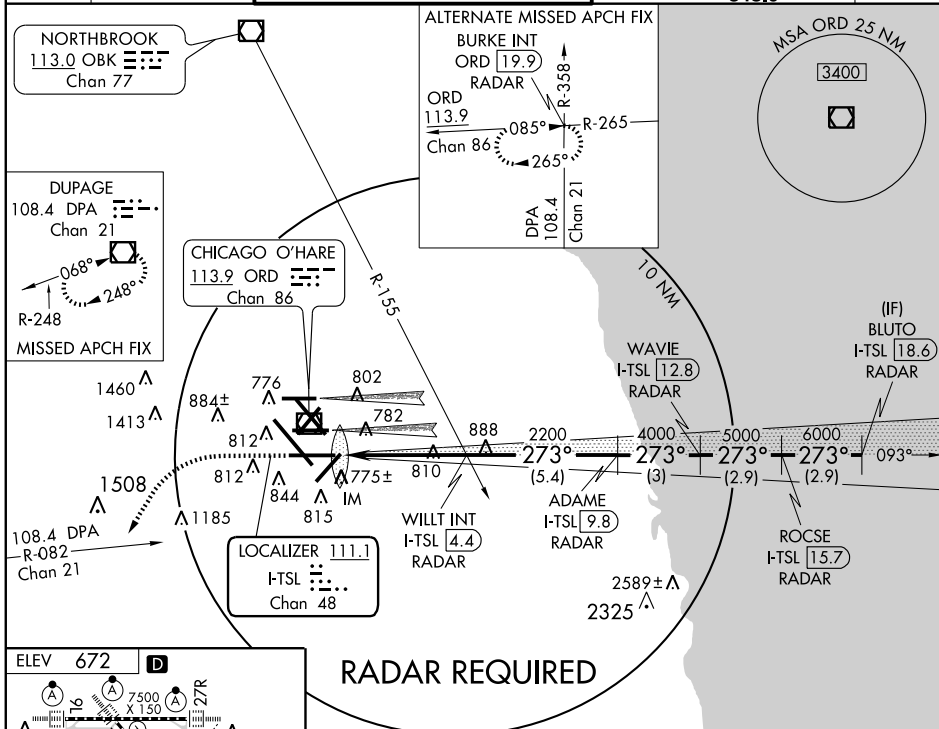 NORTHBROOK
113.0 OBK
Chan 77
ALTERNATE MISSED APCH FIX
BURKE INT
ORD 19.9
RADAR
R-358
ORD
113.9
Chan 86
085°
R-265
265°
DPA
108.4
Chan 21
MSA ORD 25 NM
3400
DUPAGE
108.4 DPA
Chan 21
068°
248°
R-248
MISSED APCH FIX
CHICAGO O'HARE
113.9 ORD
Chan 86
R-155
10 NM
(IF)
BLUTO
I-TSL 18.6
RADAR
WAVIE
I-TSL 12.8
RADAR
1460
1413
884±
776
802
782
812
812
844
815
775±
IM
810
888
2200
4000
5000
6000
273°
273°
273°
273°
093°
(5.4)
(3)
(2.9)
(2.9)
1508
1185
108.4 DPA
R-082
Chan 21
LOCALIZER 111.1
I-TSL
Chan 48
WILLT INT
I-TSL 4.4
RADAR
ADAME
I-TSL 9.8
RADAR
ROCSE
I-TSL 15.7
RADAR
2589±
2325
RADAR REQUIRED
ELEV 672
D
A
A
A
7500
X 150
27R